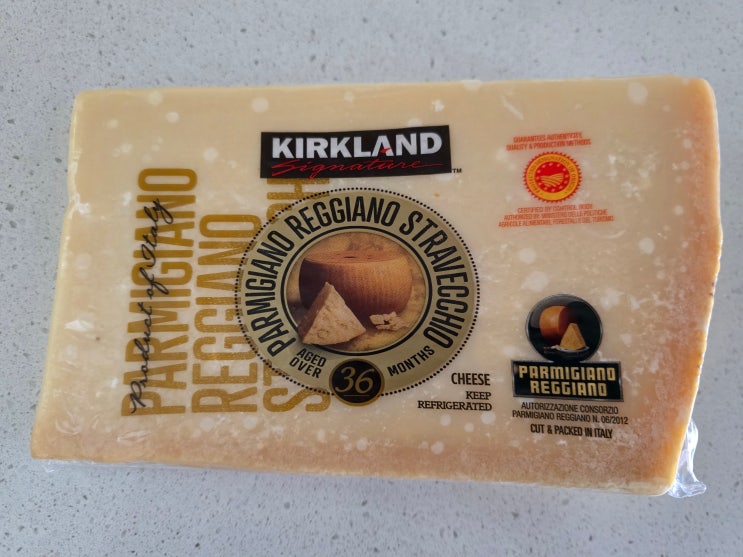 KIRKLAND
Signature™
PARMIGIANO
REGGIANO
Product of Italy
PARMIGIANO REGGIANO STRAVECCHIO
AGED OVER 36 MONTHS
CHEESE
KEEP
REFRIGERATED
GUARANTEES AUTHENTICITY,
QUALITY & PRODUCTION METHODS
CERTIFIED BY CONTROL BODY
AUTHORIZED BY MINISTERO DELLE POLITICHE
AGRICOLE ALIMENTARI, FORESTALI E DEL TURISMO
PARMIGIANO
REGGIANO
AUTORIZZAZIONE CONSORZIO
PARMIGIANO REGGIANO N. 06/2012
CUT & PACKED IN ITALY